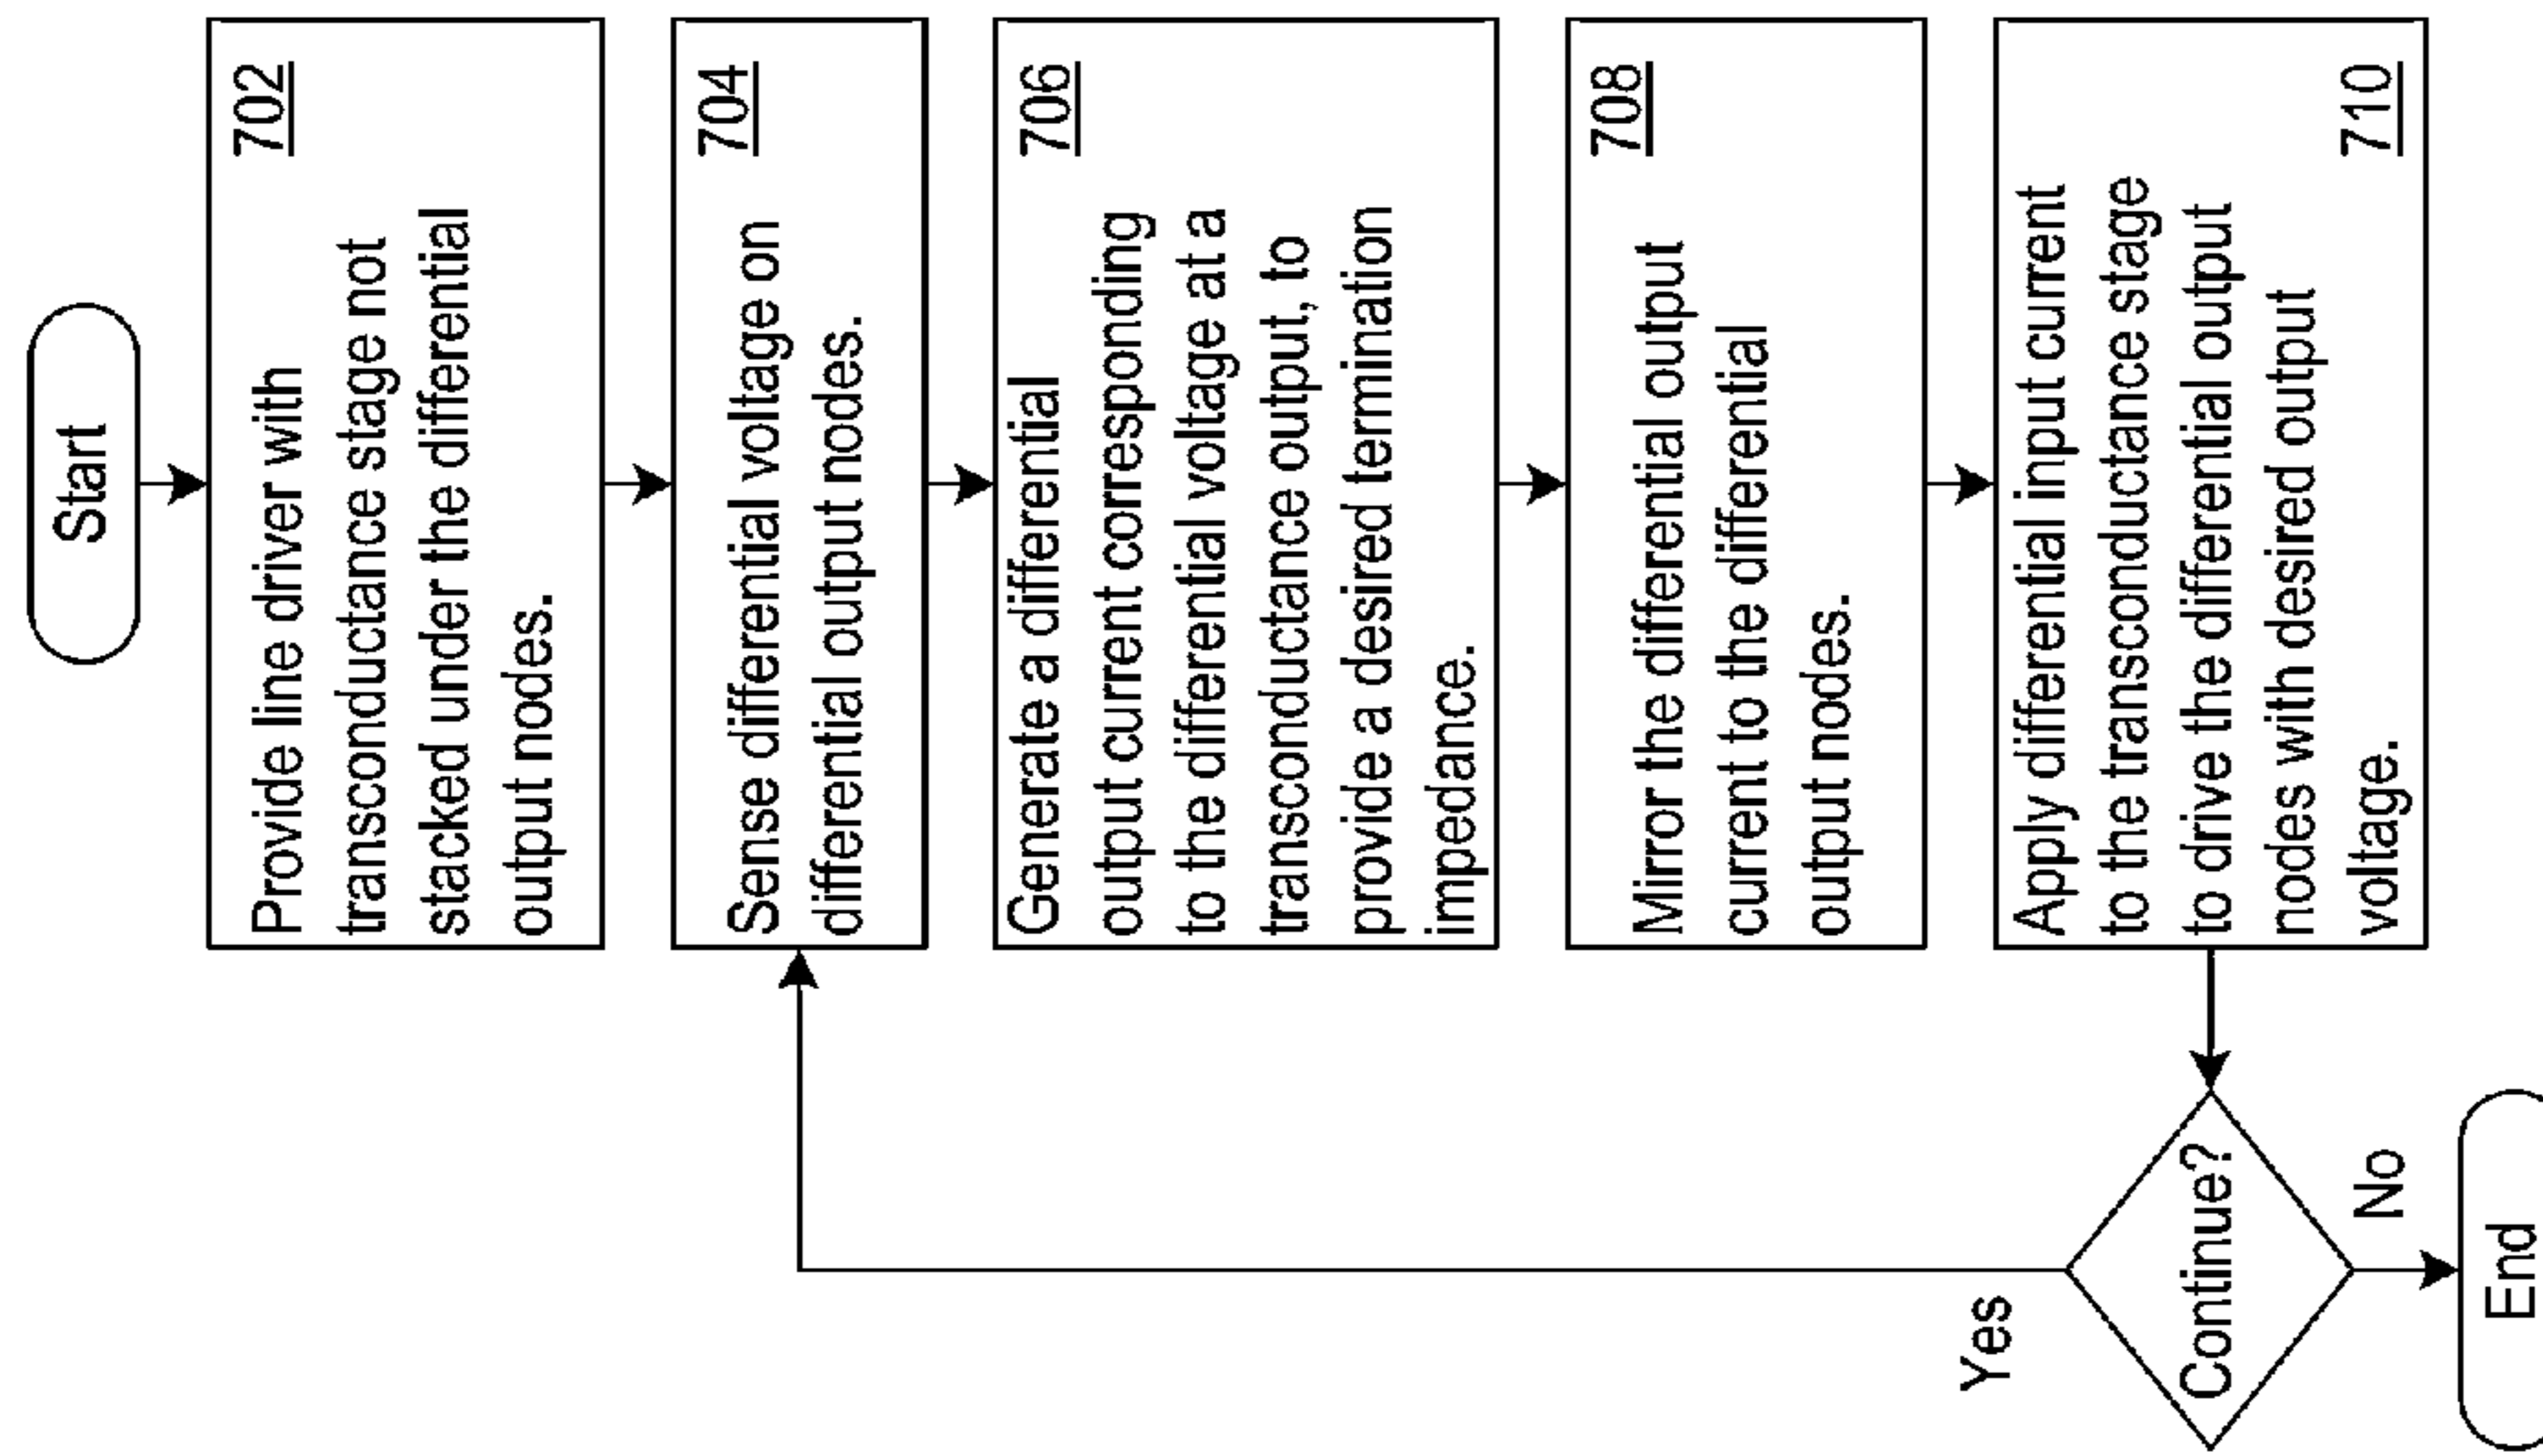 Start
702
Provide line driver with
transconductance stage not
stacked under the differential
output nodes.
704
Sense differential voltage on
differential output nodes.
706
Generate a differential
output current corresponding
to the differential voltage at a
transconductance output, to
provide a desired termination
impedance.
708
Mirror the differential output
current to the differential
output nodes.
Apply differential input current
to the transconductance stage
to drive the differential output
nodes with desired output
voltage.
710
Yes
Continue?
No
End